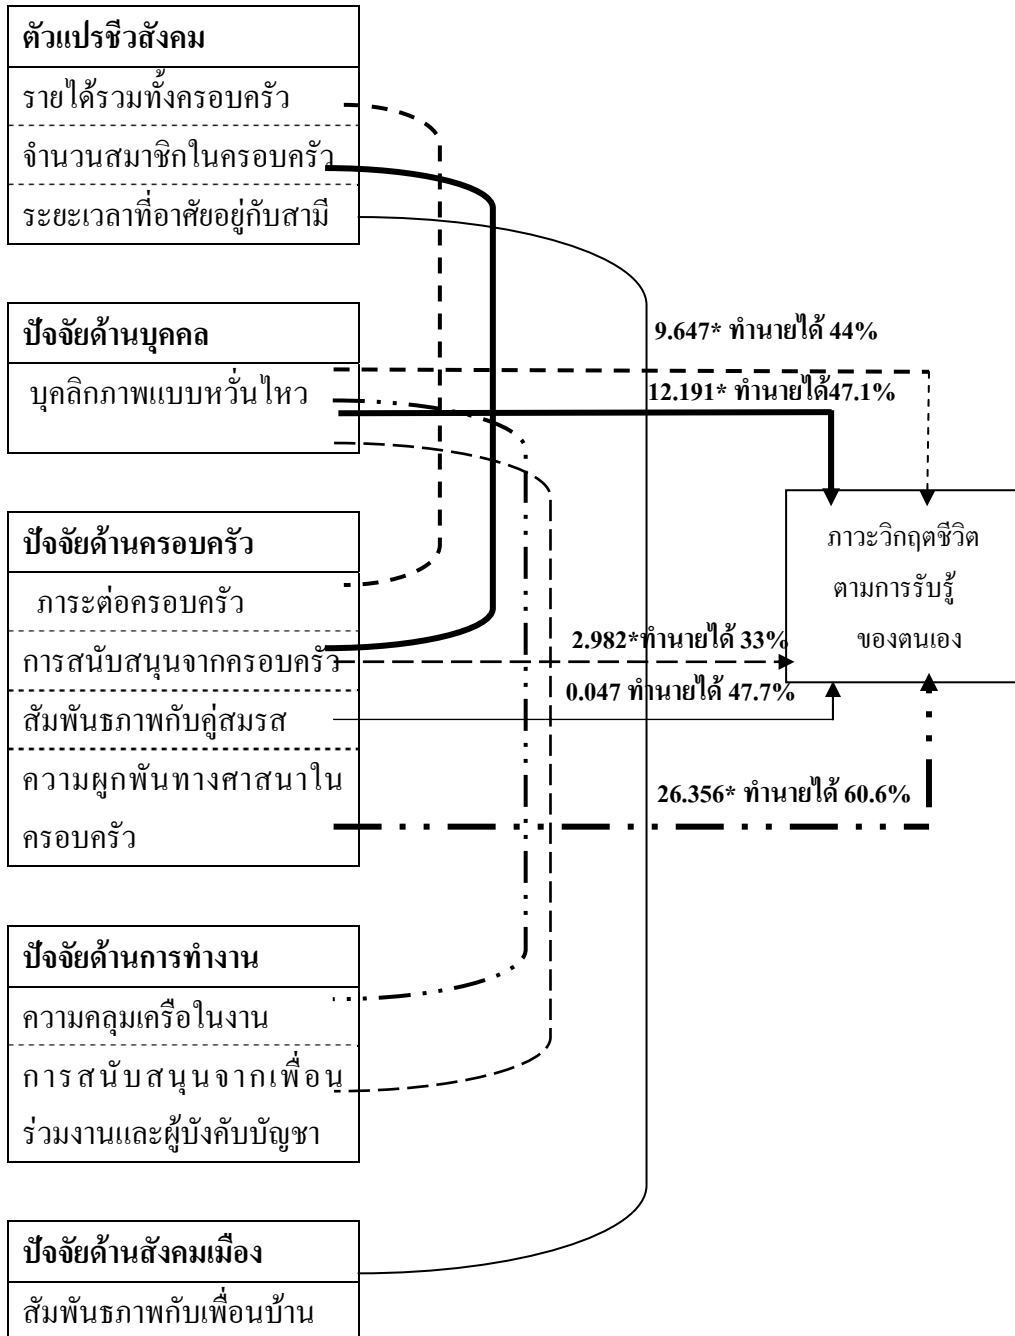 ตัวแปรชีวสังคม
รายได้รวมทั้งครอบครัว
จำนวนสมาชิกในครอบครัว
ระยะเวลาที่อาศัยอยู่กับสามี
ปัจจัยด้านบุคคล
บุคลิกภาพแบบหวั่นไหว
ปัจจัยด้านครอบครัว
ภาระต่อครอบครัว
การสนับสนุนจากครอบครัว
สัมพันธภาพกับคู่สมรส
ความผูกพันทางศาสนาใน
ครอบครัว
ปัจจัยด้านการทำงาน
ความคลุมเครือในงาน
การสนับสนุนจากเพื่อน
ร่วมงานและผู้บังคับบัญชา
ปัจจัยด้านสังคมเมือง
สัมพันธภาพกับเพื่อนบ้าน
9.647* ทำนายได้ 44%
12.191* ทำนายได้47.1%
2.982*ทำนายได้ 33%
0.047 ทำนายได้ 47.7%
26.356* ทำนายได้ 60.6%
ภาวะวิกฤตชีวิต
ตามการรับรู้
ของตนเอง